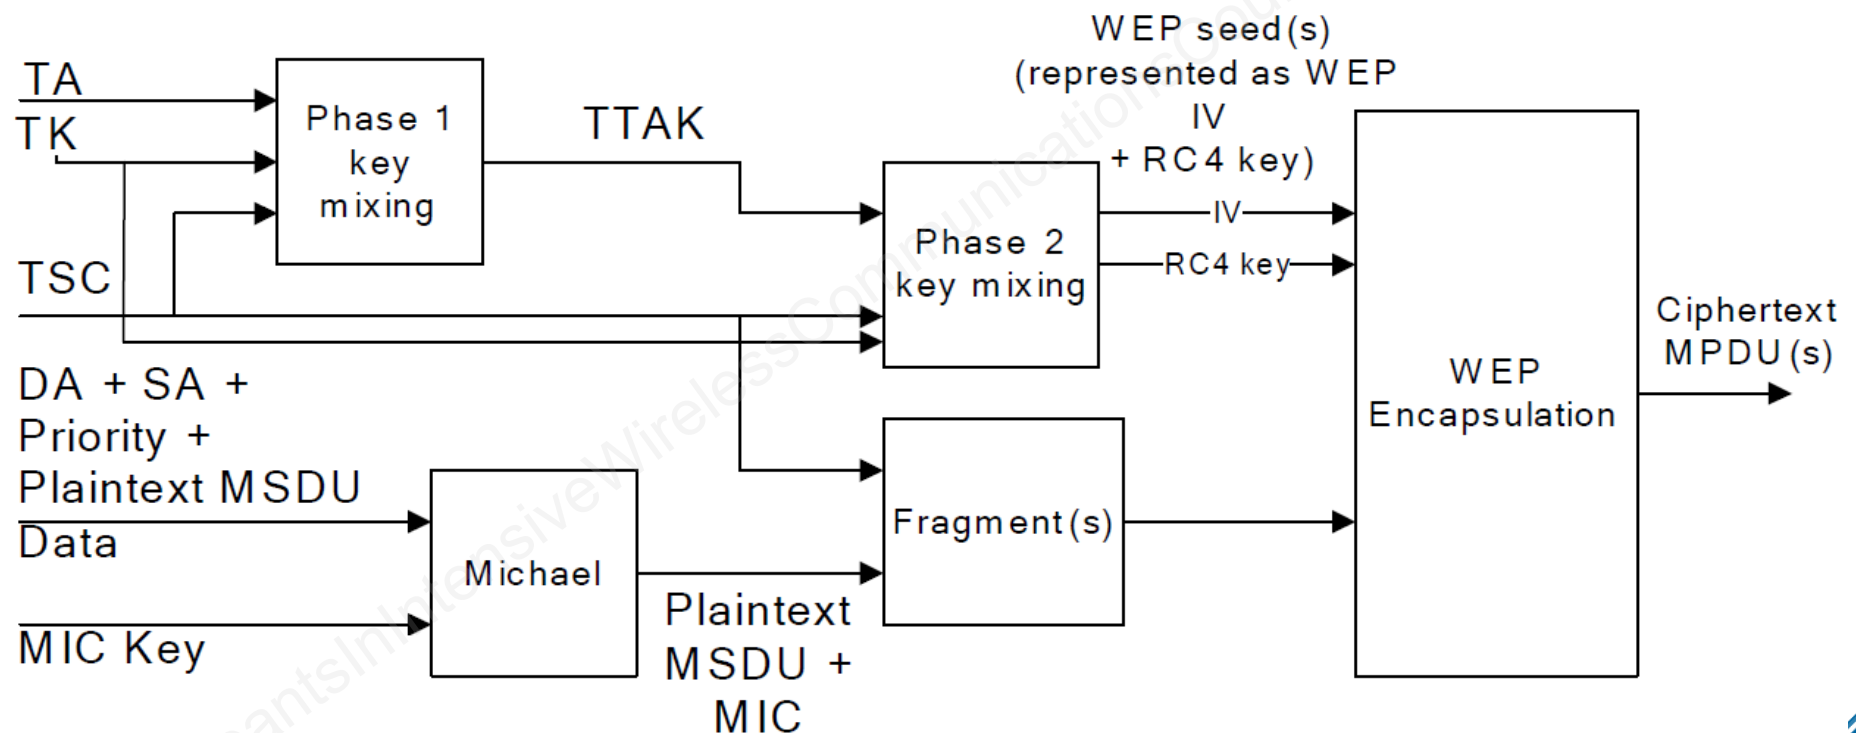 TA
TK
Phase 1
key
mixing
TTAK
WEP seed(s)
(represented as WEP
IV
+ RC4 key)
TSC
Phase 2
key mixing
IV
RC4 key
WEP
Encapsulation
Ciphertext
MPDU(s)
DA + SA +
Priority +
Plaintext MSDU
Data
MIC Key
Michael
Plaintext
MSDU +
MIC
Fragment(s)
antsInIntensiveWirelessCommunicationsCou